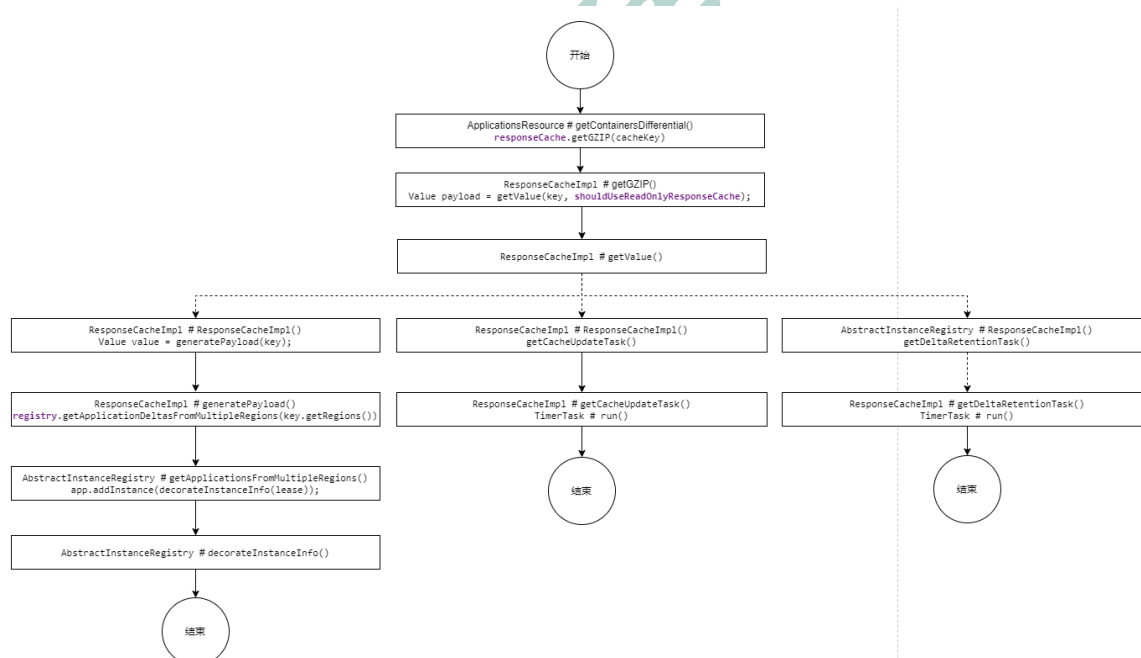 开始
ApplicationsResource # getContainersDifferential()
responseCache.getGZIP(cacheKey)
ResponseCacheImpl # getGZIP()
Value payload = getValue(key, shouldUseReadOnlyResponseCache);
ResponseCacheImpl # getValue()
ResponseCacheImpl # ResponseCacheImpl()
Value value = generatePayload(key);
ResponseCacheImpl # generatePayload()
registry.getApplicationDeltasFromMultipleRegions(key.getRegions())
AbstractInstanceRegistry # getApplicationsFromMultipleRegions()
app.addInstance(decorateInstanceInfo(lease));
AbstractInstanceRegistry # decorateInstanceInfo()
结束
ResponseCacheImpl # ResponseCacheImpl()
getCacheUpdateTask()
ResponseCacheImpl # getCacheUpdateTask()
TimerTask # run()
结束
AbstractInstanceRegistry # ResponseCacheImpl()
getDeltaRetentionTask()
ResponseCacheImpl # getDeltaRetentionTask()
TimerTask # run()
结束